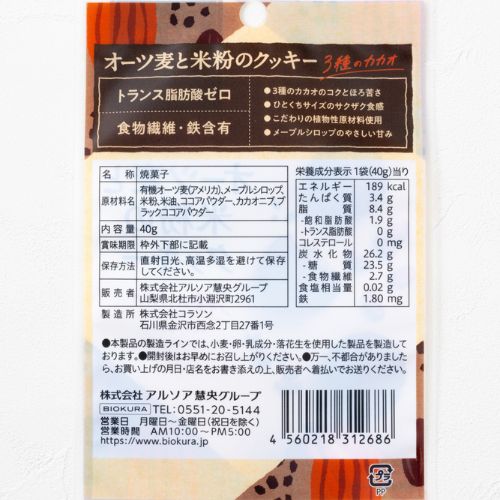 オーツ麦と米粉のクッキー 3種のカカオ
トランス脂肪酸ゼロ
食物繊維・鉄含有
●3種のカカオのコクとほろ苦さ
●ひとくちサイズのサクザク食感
●こだわりの植物性原材料使用
●メープルシロップのやさしい甘み
名称 焼菓子
原材料名 有機オーツ麦(アメリカ)、メープルシロップ、
米粉、米油、ココアパウダー、カカオニブ、ブ
ラックココアパウダー
内容量 40g
賞味期限 枠外下部に記載
保存方法 直射日光、高温多湿を避けて保存
してください。
販売者 株式会社アルソア慧央グループ
山梨県北杜市小淵沢町2961
製造所 株式会社コラソン
石川県金沢市西念2丁目27番1号
栄養成分表示 1袋(40g)当り
エネルギー 189 kcal
たんぱく質 3.4 g
脂質 8.4 g
-飽和脂肪酸 1.9 g
-トランス脂肪酸 0 g
コレステロール 0 mg
炭水化物 26.2 g
-糖質 23.5 g
-食物繊維 2.7 g
食塩相当量 0.02 g
鉄 1.80 mg
●本製品の製造ラインでは、小麦・卵・乳成分・落花生を使用した製品を製造して
おります。●開封後はお早めにお召し上がりください。●万一、不都合がありました
ら、お買い上げの月日・店名をお書き添えの上、販売者へ着払いでお送りください。
株式会社 アルソア慧央グループ
BIOKURA TEL:0551-20-5144
営業日 月曜日～金曜日(祝日を除く)
営業時間 AM10:00～PM5:00
https://www.biokura.jp
4 560218 312686
プラ
PP